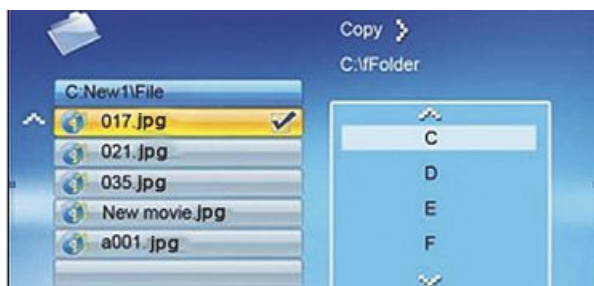 Copy
C:\fFolder
C:New1\File
017.jpg
021.jpg
035.jpg
New movie.jpg
a001.jpg
C
D
E
F